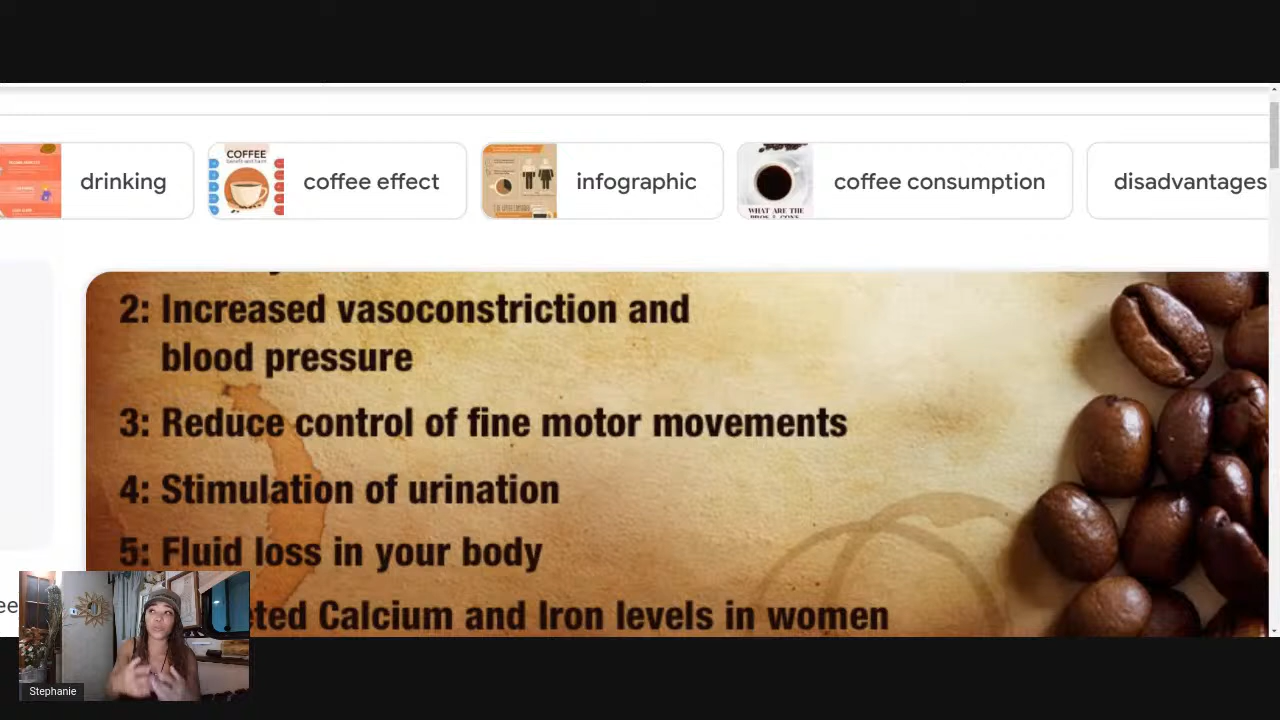 drinking
COFFEE
coffee effect
infographic
WHAT ARE THE
PROS & CONS
coffee consumption
disadvantages
2: Increased vasoconstriction and
blood pressure
3: Reduce control of fine motor movements
4: Stimulation of urination
5: Fluid loss in your body
Calcium and Iron levels in women
Stephanie